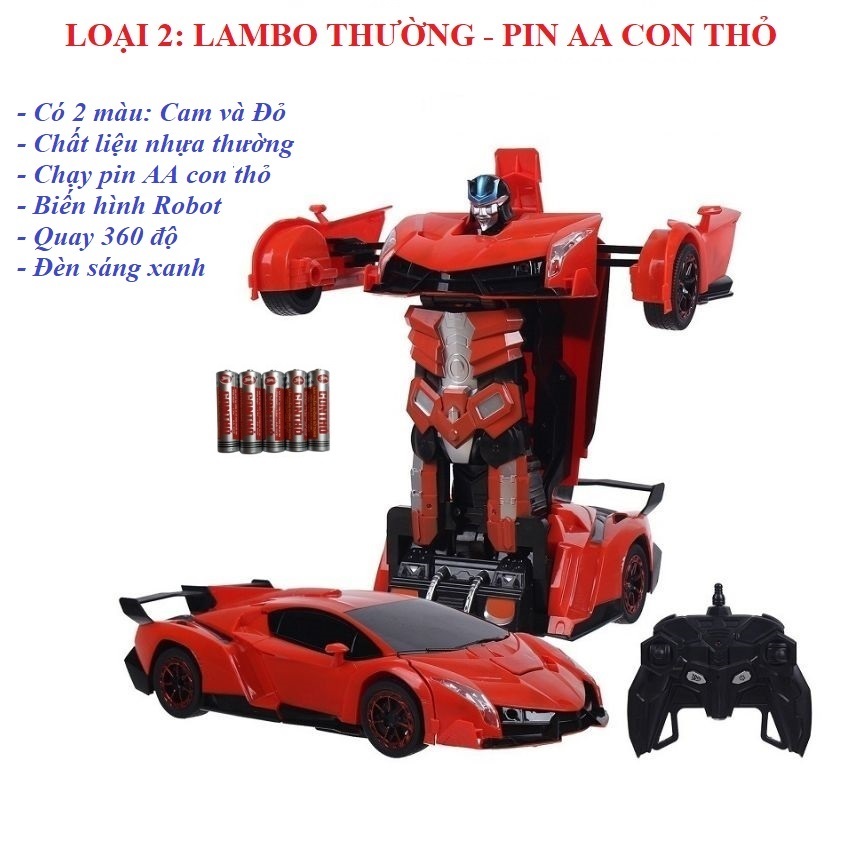 LOẠI 2: LAMBO THƯỜNG - PIN AA CON THỎ
- Có 2 màu: Cam và Đỏ
- Chất liệu nhựa thường
- Chạy pin AA con thỏ
- Biến hình Robot
- Quay 360 độ
- Đèn sáng xanh